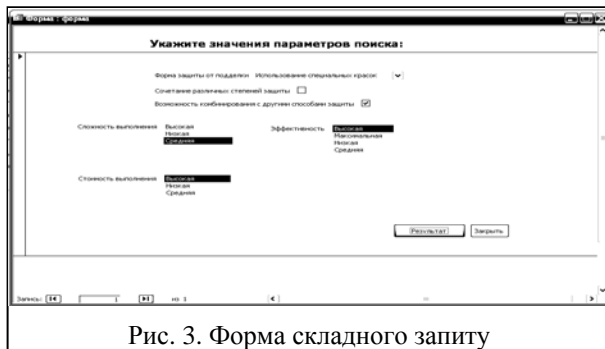 Форма : форма
Укажите значения параметров поиска:
Форма защиты от подделки Использование специальных красок
Сочетание различных степеней защиты
Возможность комбинирования с другими способами защиты
Сложность выполнения Высокая Эффективность Высокая
Низкая Максимальная
Средняя Низкая
Средняя
Стоимость выполнения Высокая
Низкая
Средняя
Результат Закрыть
Запись: 1 из 1
Рис. 3. Форма складного запиту